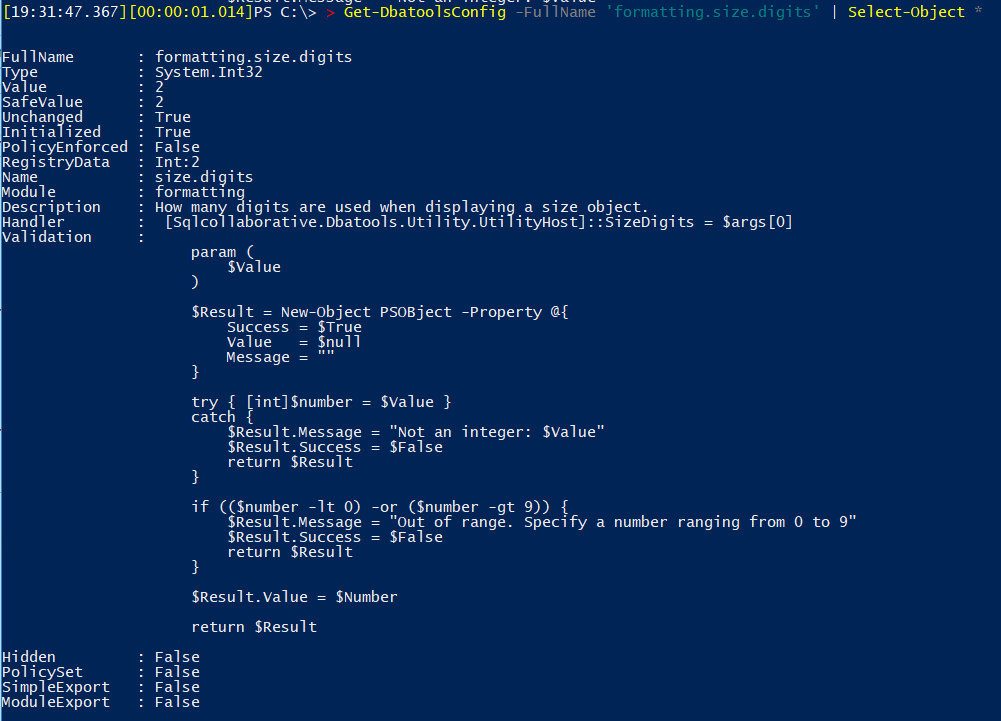 [19:31:47.367][00:00:01.014]PS C:\> > Get-DbatoolsConfig -FullName 'formatting.size.digits' | Select-Object *
FullName       : formatting.size.digits
Type           : System.Int32
Value          : 2
SafeValue      : 2
Unchanged      : True
Initialized    : True
PolicyEnforced : False
RegistryData   : Int:2
Name           : size.digits
Module         : formatting
Description    : How many digits are used when displaying a size object.
Handler        :  [Sqlcollaborative.Dbatools.Utility.UtilityHost]::SizeDigits = $args[0]
Validation     :
                     param (
                         $Value
                     )
                     $Result = New-Object PSOBject -Property @{
                         Success = $True
                         Value   = $null
                         Message = ""
                     }
                     try { [int]$number = $Value }
                     catch {
                         $Result.Message = "Not an integer: $Value"
                         $Result.Success = $False
                         return $Result
                     }
                     if (($number -lt 0) -or ($number -gt 9)) {
                         $Result.Message = "Out of range. Specify a number ranging from 0 to 9"
                         $Result.Success = $False
                         return $Result
                     }
                     $Result.Value = $Number
                     return $Result
Hidden         : False
PolicySet      : False
SimpleExport   : False
ModuleExport   : False